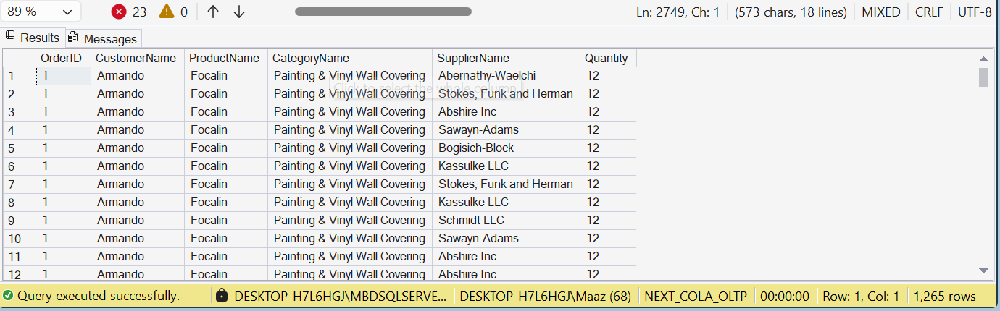 89 % 23 0 Ln: 2749, Ch: 1 (573 chars, 18 lines) MIXED CRLF UTF-8
Results Messages
OrderID CustomerName ProductName CategoryName SupplierName Quantity
1 1 Armando Focalin Painting & Vinyl Wall Covering Abernathy-Waelchi 12
Click to select the whole column
2 1 Armando Focalin Painting & Vinyl Wall Covering Stokes, Funk and Herman 12
3 1 Armando Focalin Painting & Vinyl Wall Covering Abshire Inc 12
4 1 Armando Focalin Painting & Vinyl Wall Covering Sawayn-Adams 12
5 1 Armando Focalin Painting & Vinyl Wall Covering Bogisich-Block 12
6 1 Armando Focalin Painting & Vinyl Wall Covering Kassulke LLC 12
7 1 Armando Focalin Painting & Vinyl Wall Covering Stokes, Funk and Herman 12
8 1 Armando Focalin Painting & Vinyl Wall Covering Kassulke LLC 12
9 1 Armando Focalin Painting & Vinyl Wall Covering Schmidt LLC 12
10 1 Armando Focalin Painting & Vinyl Wall Covering Sawayn-Adams 12
11 1 Armando Focalin Painting & Vinyl Wall Covering Abshire Inc 12
12 1 Armando Focalin Painting & Vinyl Wall Covering Abshire Inc 12
Query executed successfully. DESKTOP-H7L6HGJ\MBDSQLSERVE... DESKTOP-H7L6HGJ\Maaz (68) NEXT_COLA_OLTP 00:00:00 Row: 1, Col: 1 1,265 rows